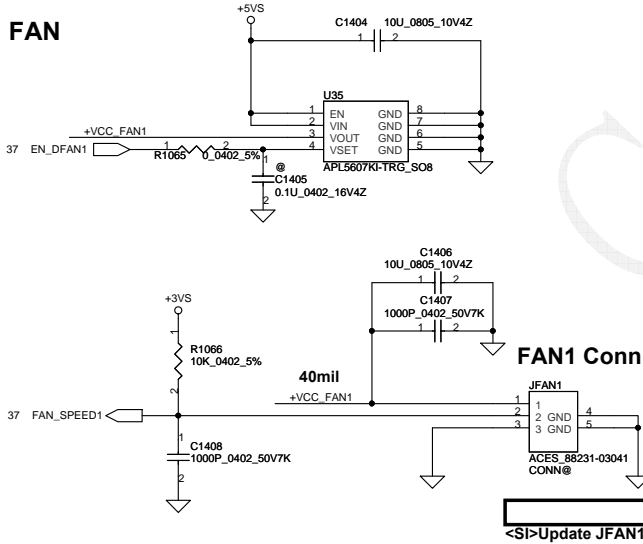 FAN
+5VS
C1404 10U_0805_10V4Z
1 2
U35
1 EN GND 8
2 VIN GND 7
3 VOUT GND 6
4 VSET GND 5
APL5607KI-TRG_SO8
+VCC_FAN1
37 EN_DFAN1
1 2
R1065 0_0402_5%
1
@
C1405
0.1U_0402_16V4Z
2
C1406
10U_0805_10V4Z
1 2
C1407
1000P_0402_50V7K
1 2
+3VS
1
R1066
10K_0402_5%
2
40mil
+VCC_FAN1
37 FAN_SPEED1
1
C1408
1000P_0402_50V7K
2
FAN1 Conn
JFAN1
1 1
2 2 GND 4
3 3 GND 5
ACES_88231-03041
CONN@
<SI>Update JFAN1